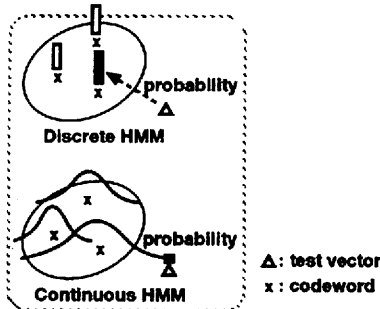 x
x
x
probability
Δ
Discrete HMM
x
x
x
probability
Δ
Continuous HMM
Δ: test vector
x: codeword